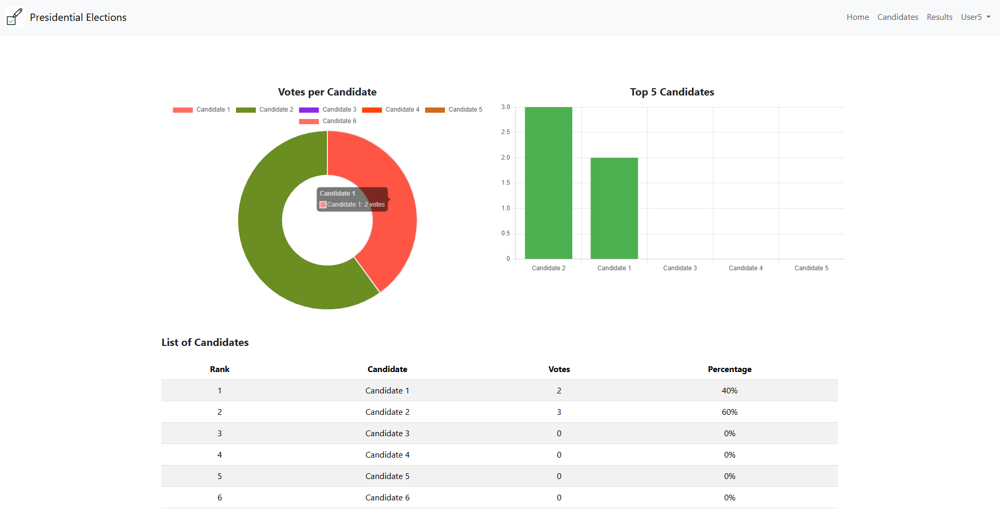 Presidential Elections
Home Candidates Results User5
Votes per Candidate
Candidate 1 Candidate 2 Candidate 3 Candidate 4 Candidate 5
Candidate 6
Candidate 1
Candidate 1: 2 votes
Top 5 Candidates
3.0
2.5
2.0
1.5
1.0
0.5
0
Candidate 2 Candidate 1 Candidate 3 Candidate 4 Candidate 5
List of Candidates
Rank Candidate Votes Percentage
1 Candidate 1 2 40%
2 Candidate 2 3 60%
3 Candidate 3 0 0%
4 Candidate 4 0 0%
5 Candidate 5 0 0%
6 Candidate 6 0 0%